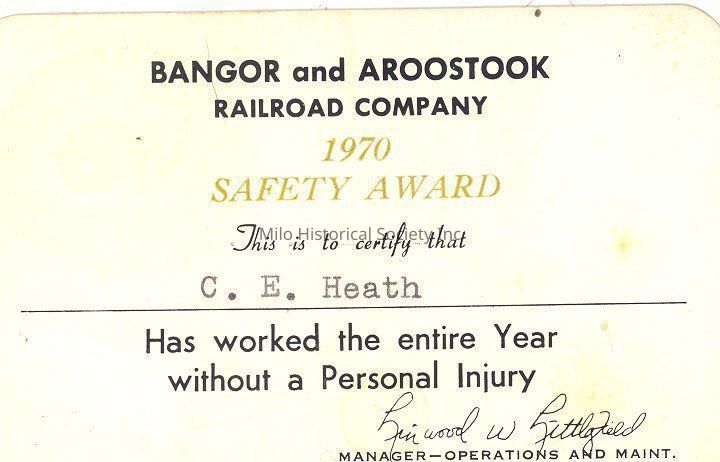 BANGOR and AROOSTOOK
RAILROAD COMPANY
1970
SAFETY AWARD
Milo Historical Society, Inc.
This is to certify that
C. E. Heath
Has worked the entire Year
without a Personal Injury
Linwood W Littlefield
MANAGER—OPERATIONS AND MAINT.